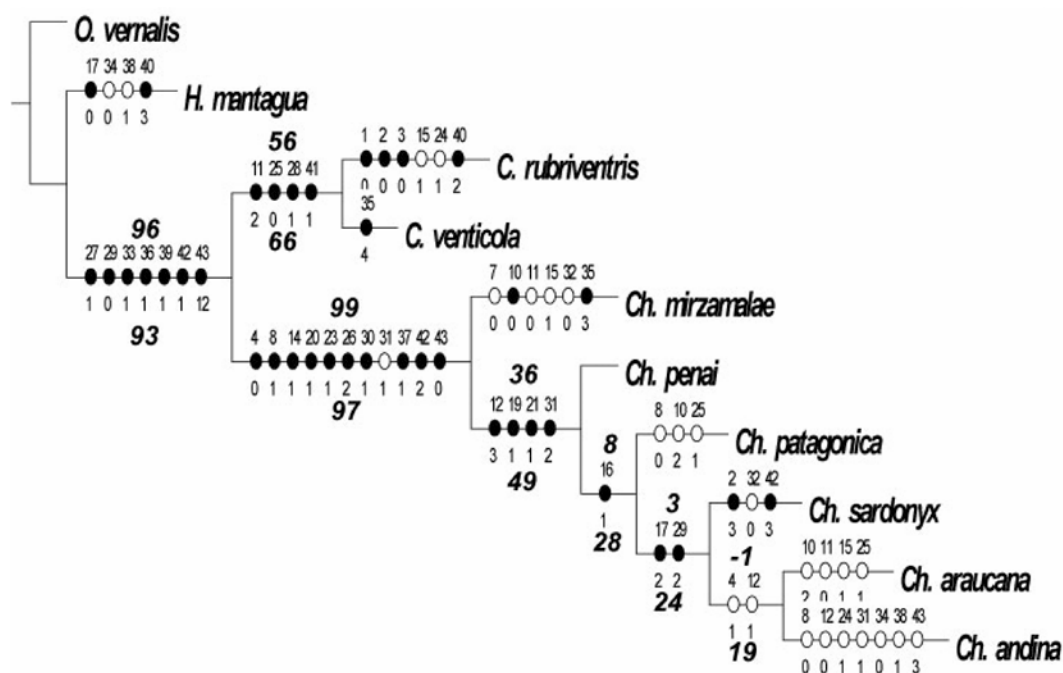 O. vernalis
17 34 38 40
H. mantagua
0 0 1 3
56
1 2 3 15 24 40
11 25 28 41
C. rubriventris
0 0 0 1 1 2
2 0 1 1
35
66
C. venticola
4
96
27 29 33 36 39 42 43
1 0 1 1 1 1 12
93
7 10 11 15 32 35
Ch. mirzamalae
0 0 0 1 0 3
99
4 8 14 20 23 26 30 31 37 42 43
0 1 1 1 1 2 1 1 1 2 0
97
36
Ch. penai
12 19 21 31
3 1 1 2
49
8 10 25
Ch. patagonica
0 2 1
8
16
1
28
3
17 29
2 2
24
2 32 42
Ch. sardonyx
3 0 3
-1
4 12
1 1
19
10 11 15 25
Ch. araucana
2 0 1 1
8 12 24 31 34 38 43
Ch. andina
0 0 1 1 0 1 3